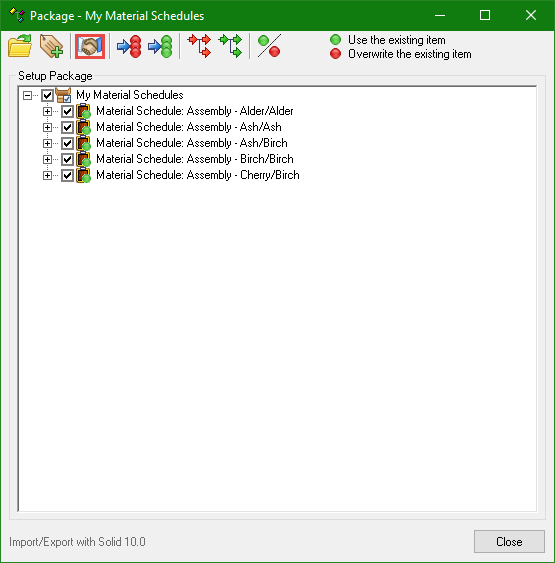 Package - My Material Schedules
Use the existing item
Overwrite the existing item
Setup Package
My Material Schedules
Material Schedule: Assembly - Alder/Alder
Material Schedule: Assembly - Ash/Ash
Material Schedule: Assembly - Ash/Birch
Material Schedule: Assembly - Birch/Birch
Material Schedule: Assembly - Cherry/Birch
Import/Export with Solid 10.0
Close